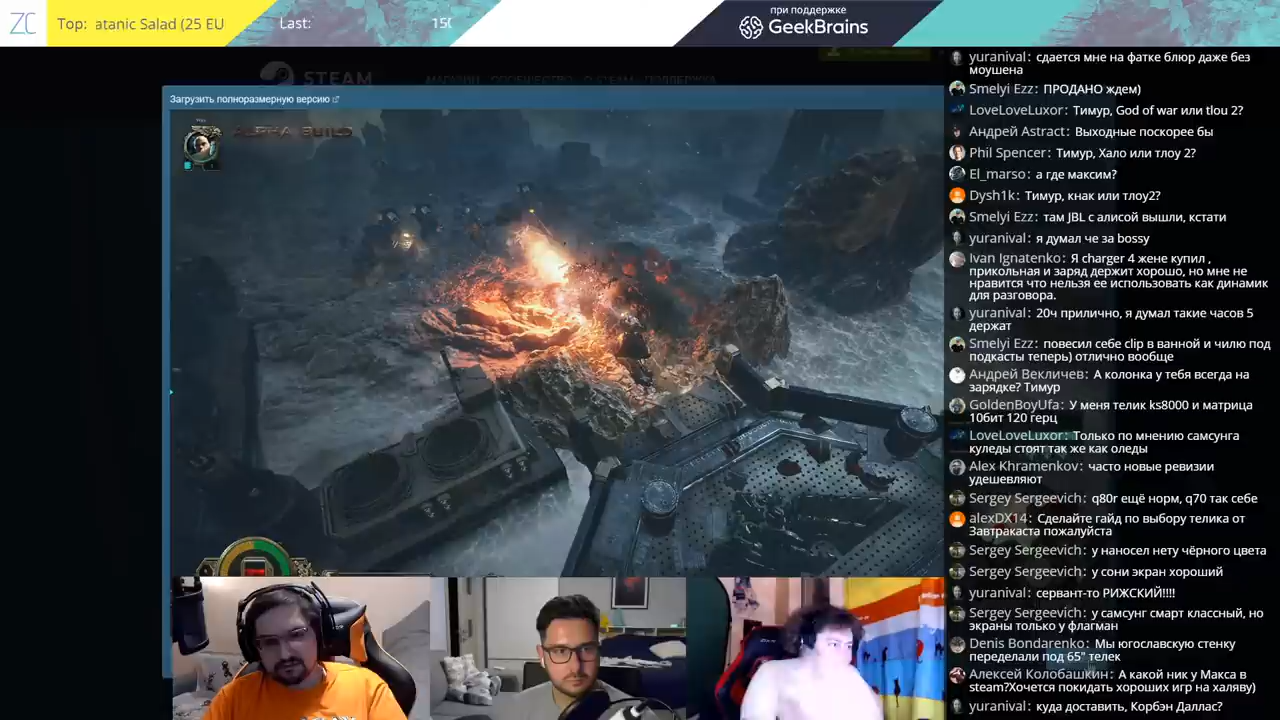 ZC
Top: atanic Salad (25 EU
Last:
при поддержке
GeekBrains
STEAM
МАГАЗИН СООБЩЕСТВО О STEAM ПОДДЕРЖКА
Загрузить полноразмерную версию
ALPHA BUILD
yuranival: сдается мне на фатке блюр даже без
моушена
Smelyi Ezz: ПРОДАНО ждем)
LoveLoveLuxor: Тимур, God of war или tlou 2??
Андрей Astract: Выходные поскорее бы
Phil Spencer: Тимур, Хало или тлоу 2?
El_marso: а где максим?
Dysh1k: Тимур, кнак или тлоу2?
Smelyi Ezz: там JBL с алисой вышли, кстати
yuranival: я думал че за bossy
Ivan Ignatenko: Я charger 4 жене купил ,
прикольная и заряд держит хорошо, но мне не
нравится что нельзя ее использовать как динамик
для разговора.
yuranival: 20ч прилично, я думал такие часов 5
держат
Smelyi Ezz: повесил себе clip в ванной и чилю под
подкасты теперь) отлично вообще
Андрей Векличев: А колонка у тебя всегда на
зарядке? Тимур
GoldenBoyUfa: У меня телик ks8000 и матрица
10бит 120 герц
LoveLoveLuxor: Только по мнению самсунга
куледы стоят так же как оледы
Alex Khramenkov: часто новые ревизии
удешевляют
Sergey Sergeevich: q80r ещё норм, q70 так себе
alexDX14: Сделайте гайд по выбору телика от
Завтракаста пожалуйста
Sergey Sergeevich: у наносел нету чёрного цвета
Sergey Sergeevich: у сони экран хороший
yuranival: сервант-то РИЖСКИЙ!!!!
Sergey Sergeevich: у самсунг смарт классный, но
экраны только у флагман
Denis Bondarenko: Мы югославскую стенку
переделали под 65" телек
Алексей Колобашкин: А какой ник у Макса в
steam?Хочется покидать хороших игр на халяву)
yuranival: куда доставить, Корбэн Даллас?